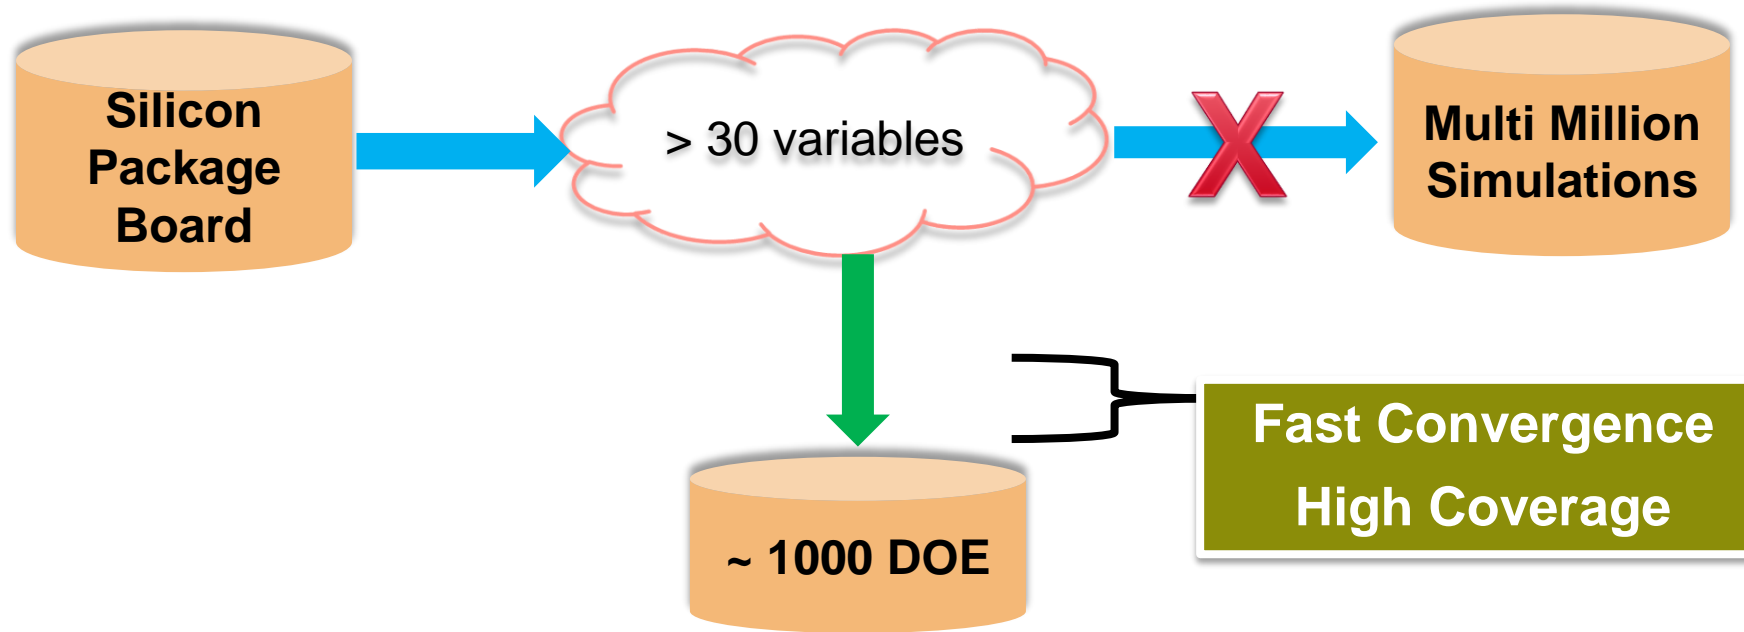 Silicon
Package
Board
> 30 variables
X
Multi Million
Simulations
Fast Convergence
High Coverage
~ 1000 DOE